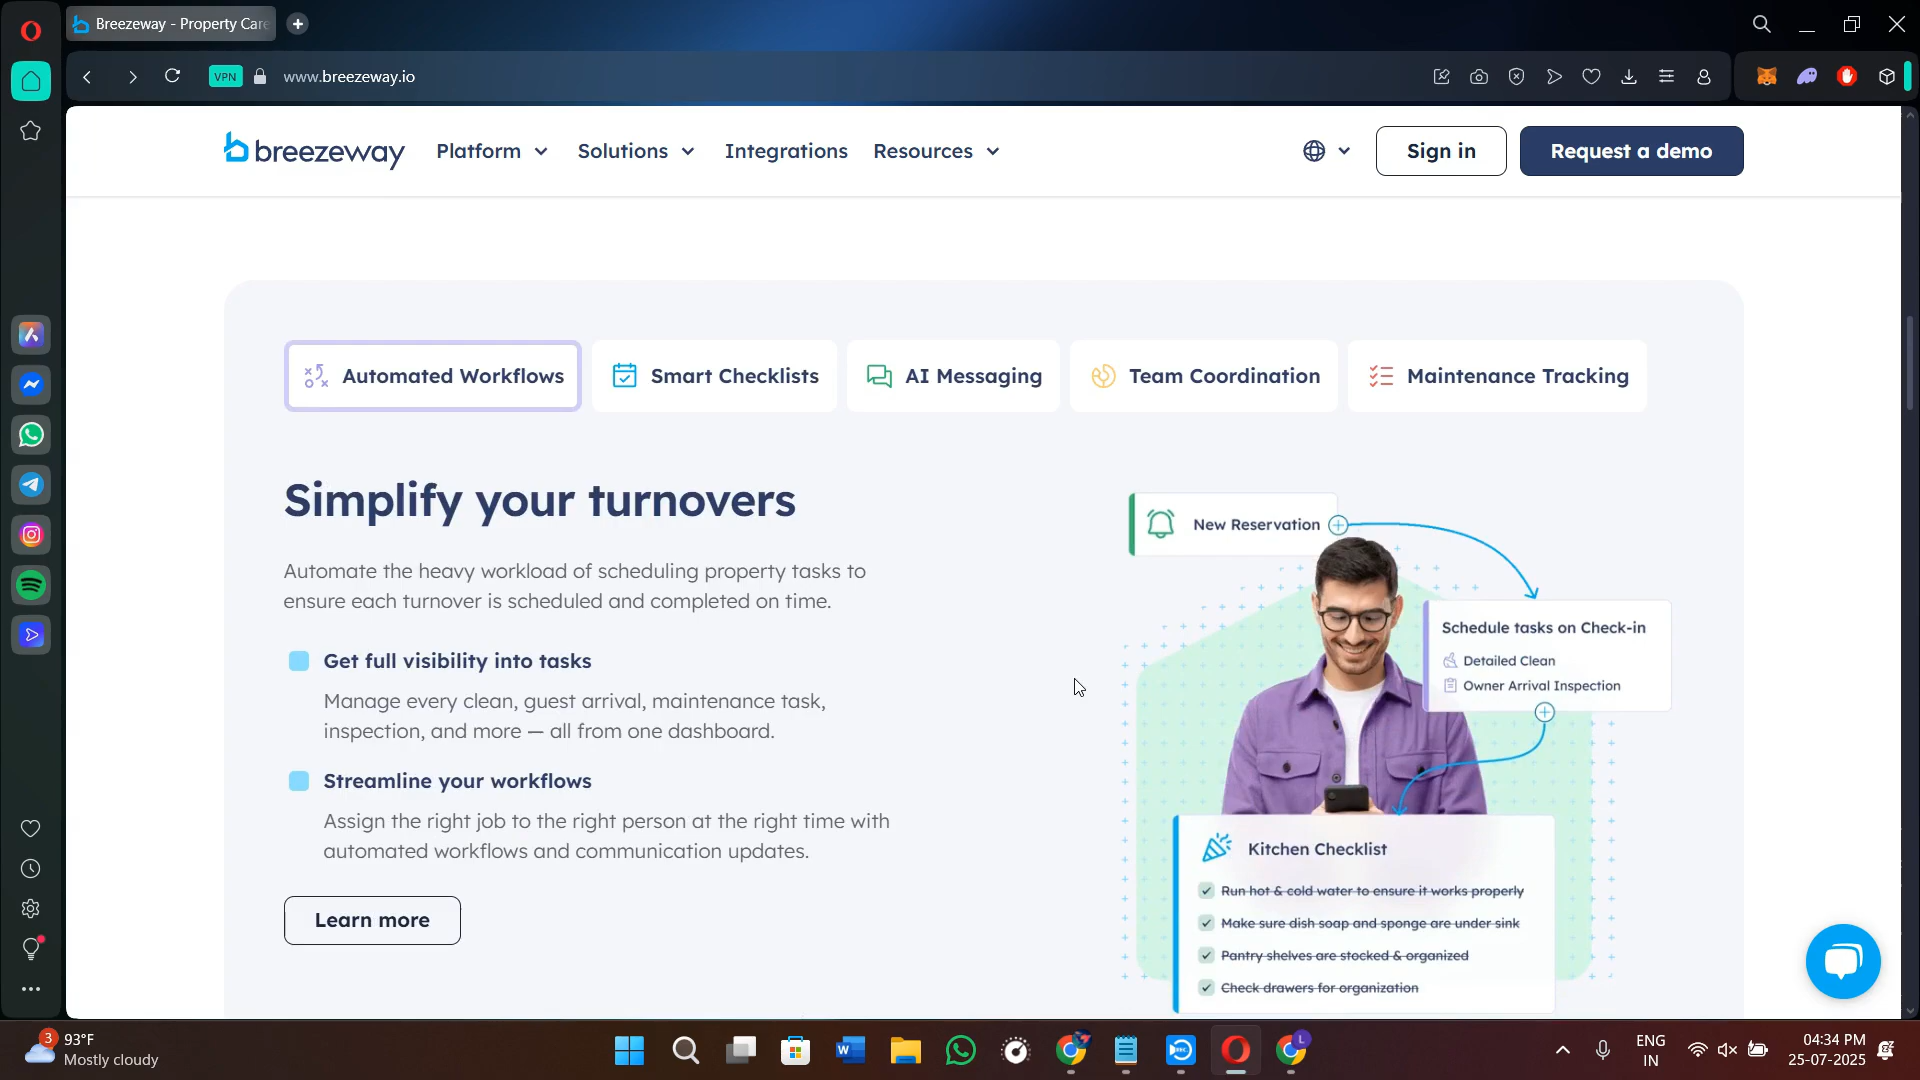 Breezeway - Property Care
VPN
www.breezeway.io
breezeway
Platform
Solutions
Integrations
Resources
Sign in
Request a demo
Automated Workflows
Smart Checklists
AI Messaging
Team Coordination
Maintenance Tracking
Simplify your turnovers
Automate the heavy workload of scheduling property tasks to
ensure each turnover is scheduled and completed on time.
Get full visibility into tasks
Manage every clean, guest arrival, maintenance task,
inspection, and more — all from one dashboard.
Streamline your workflows
Assign the right job to the right person at the right time with
automated workflows and communication updates.
Learn more
New Reservation
Schedule tasks on Check-in
Detailed Clean
Owner Arrival Inspection
Kitchen Checklist
Run hot & cold water to ensure it works properly
Make sure dish soap and sponge are under sink
Pantry shelves are stocked & organized
Check drawers for organization
3
93°F
Mostly cloudy
L
ENG
IN
04:34 PM
25-07-2025